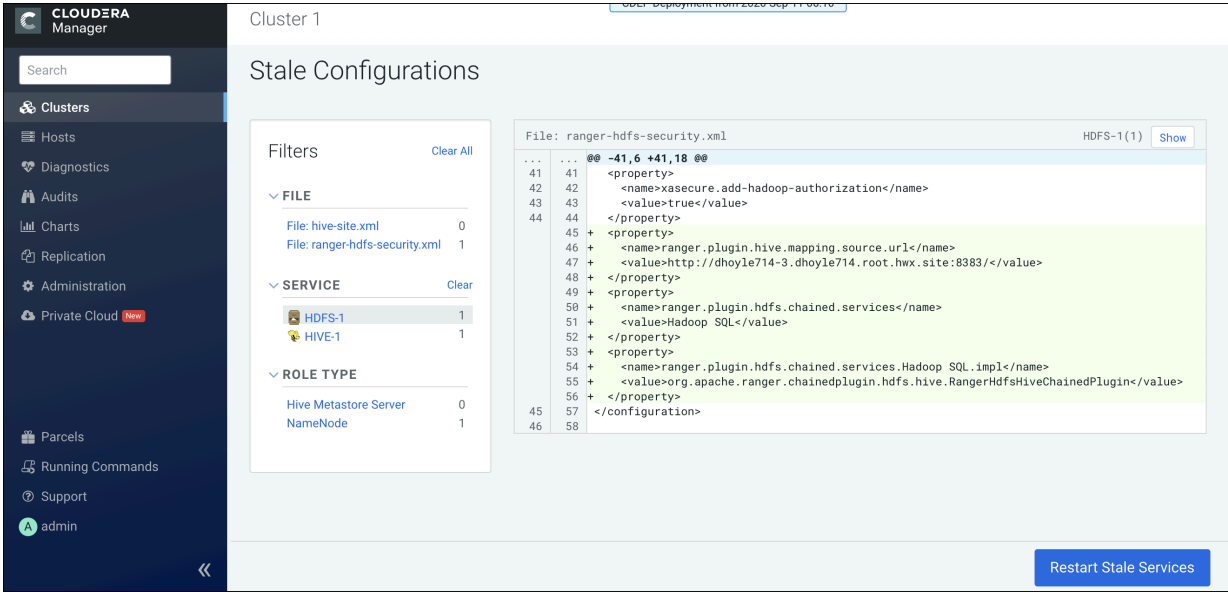 CLOUDERA
Manager
Search
Clusters
Hosts
Diagnostics
Audits
Charts
Replication
Administration
Private Cloud New
Parcels
Running Commands
Support
A admin
Cluster 1
Stale Configurations
Filters Clear All
FILE
File: hive-site.xml 0
File: ranger-hdfs-security.xml 1
SERVICE Clear
HDFS-1 1
HIVE-1 1
ROLE TYPE
Hive Metastore Server 0
NameNode 1
File: ranger-hdfs-security.xml HDFS-1(1) Show
... ... @@ -41,6 +41,18 @@
41 41 <property>
42 42 <name>xasecure.add-hadoop-authorization</name>
43 43 <value>true</value>
44 44 </property>
45 + <property>
46 + <name>ranger.plugin.hive.mapping.source.url</name>
47 + <value>http://dhoyle714-3.dhoyle714.root.hwx.site:8383/</value>
48 + </property>
49 + <property>
50 + <name>ranger.plugin.hdfs.chained.services</name>
51 + <value>Hadoop SQL</value>
52 + </property>
53 + <property>
54 + <name>ranger.plugin.hdfs.chained.services.Hadoop SQL.impl</name>
55 + <value>org.apache.ranger.chainedplugin.hdfs.hive.RangerHdfsHiveChainedPlugin</value>
56 + </property>
45 57 </configuration>
46 58
Restart Stale Services